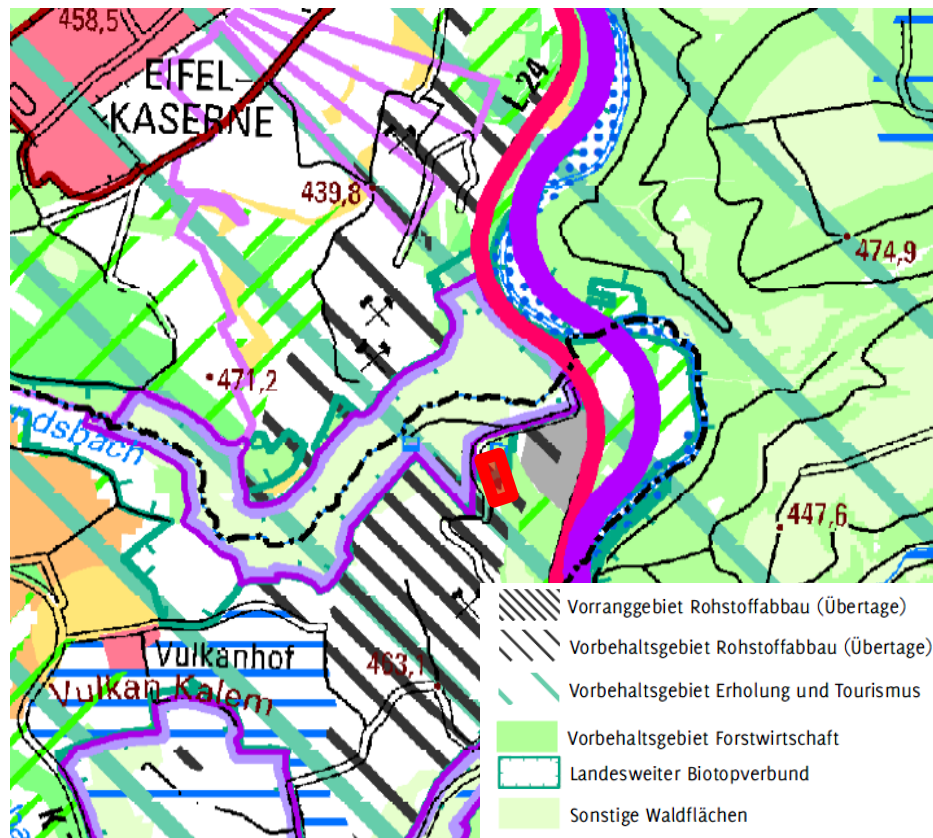 458,5
EIFEL-
KASERNE
L 24
439,8
474,9
471,2
ndsbach
447,6
Vulkanhof
463,1
Vulkan Kalem
K-
Vorranggebiet Rohstoffabbau (Übertage)
Vorbehaltsgebiet Rohstoffabbau (Übertage)
Vorbehaltsgebiet Erholung und Tourismus
Vorbehaltsgebiet Forstwirtschaft
Landesweiter Biotopverbund
Sonstige Waldflächen